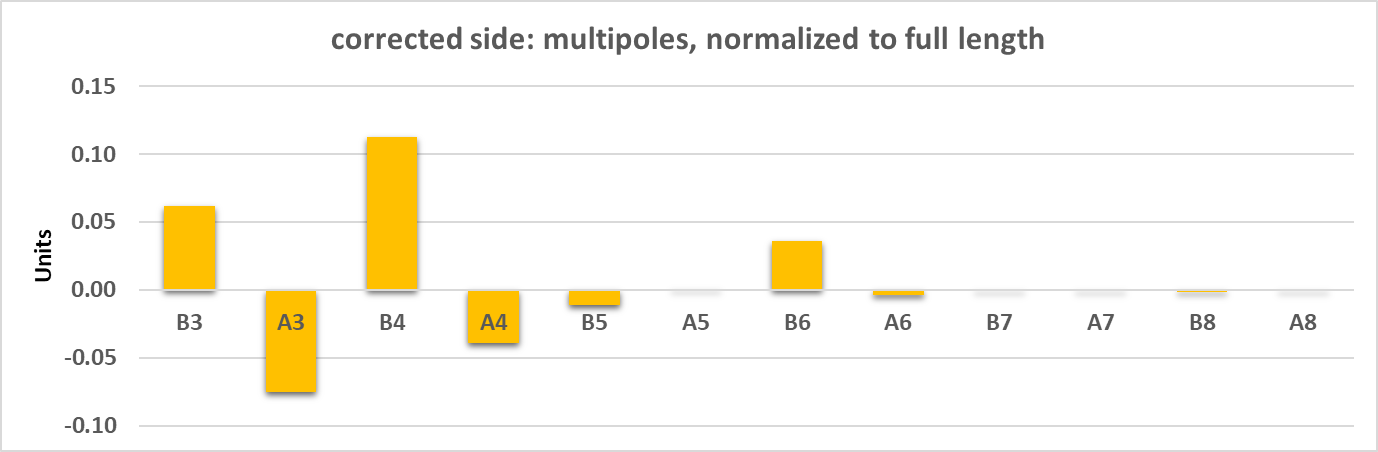 corrected side: multipoles, normalized to full length
0.15
0.10
0.05
0.00
-0.05
-0.10
Units
B3 A3 B4 A4 B5 A5 B6 A6 B7 A7 B8 A8